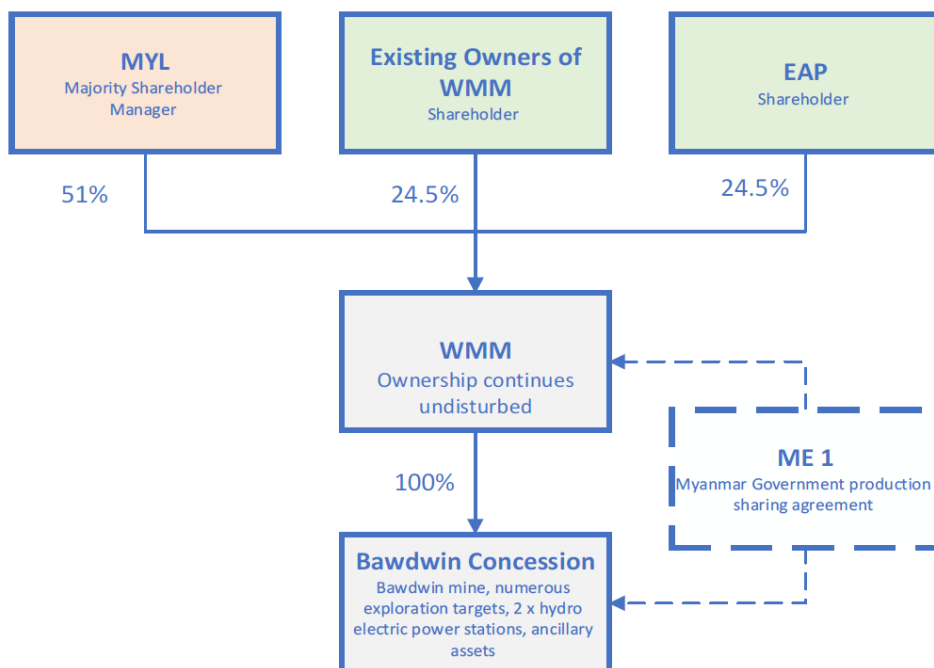 MYL
Majority Shareholder
Manager
Existing Owners of
WMM
Shareholder
EAP
Shareholder
51%
24.5%
24.5%
WMM
Ownership continues
undisturbed
100%
ME 1
Myanmar Government production
sharing agreement
Bawdwin Concession
Bawdwin mine, numerous
exploration targets, 2 x hydro
electric power stations, ancillary
assets